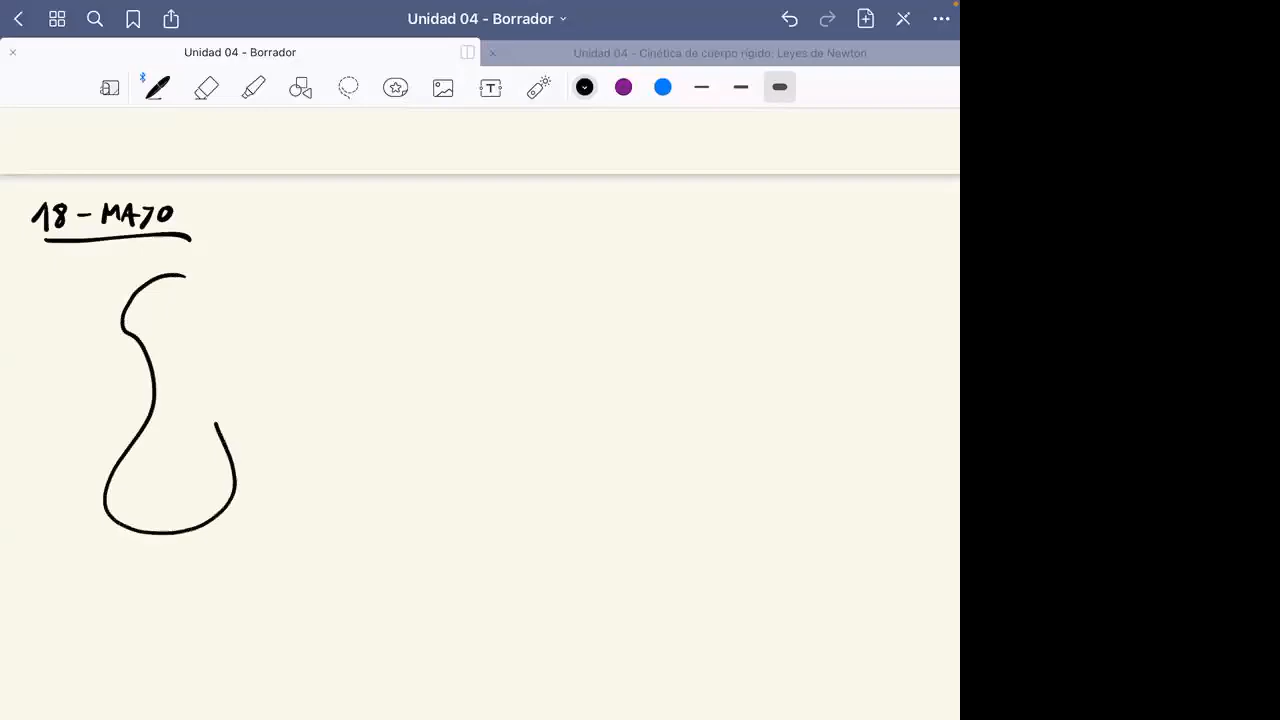 Unidad 04 - Borrador
Unidad 04 - Borrador
Unidad 04 - Cinética de cuerpo rígido: Leyes de Newton
T
18 - MAYO